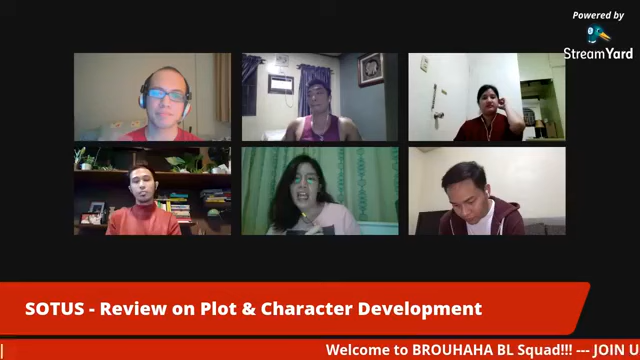 Powered by
StreamYard
SOTUS - Review on Plot & Character Development
Welcome to BROUHAHA BL Squad!!! --- JOIN U